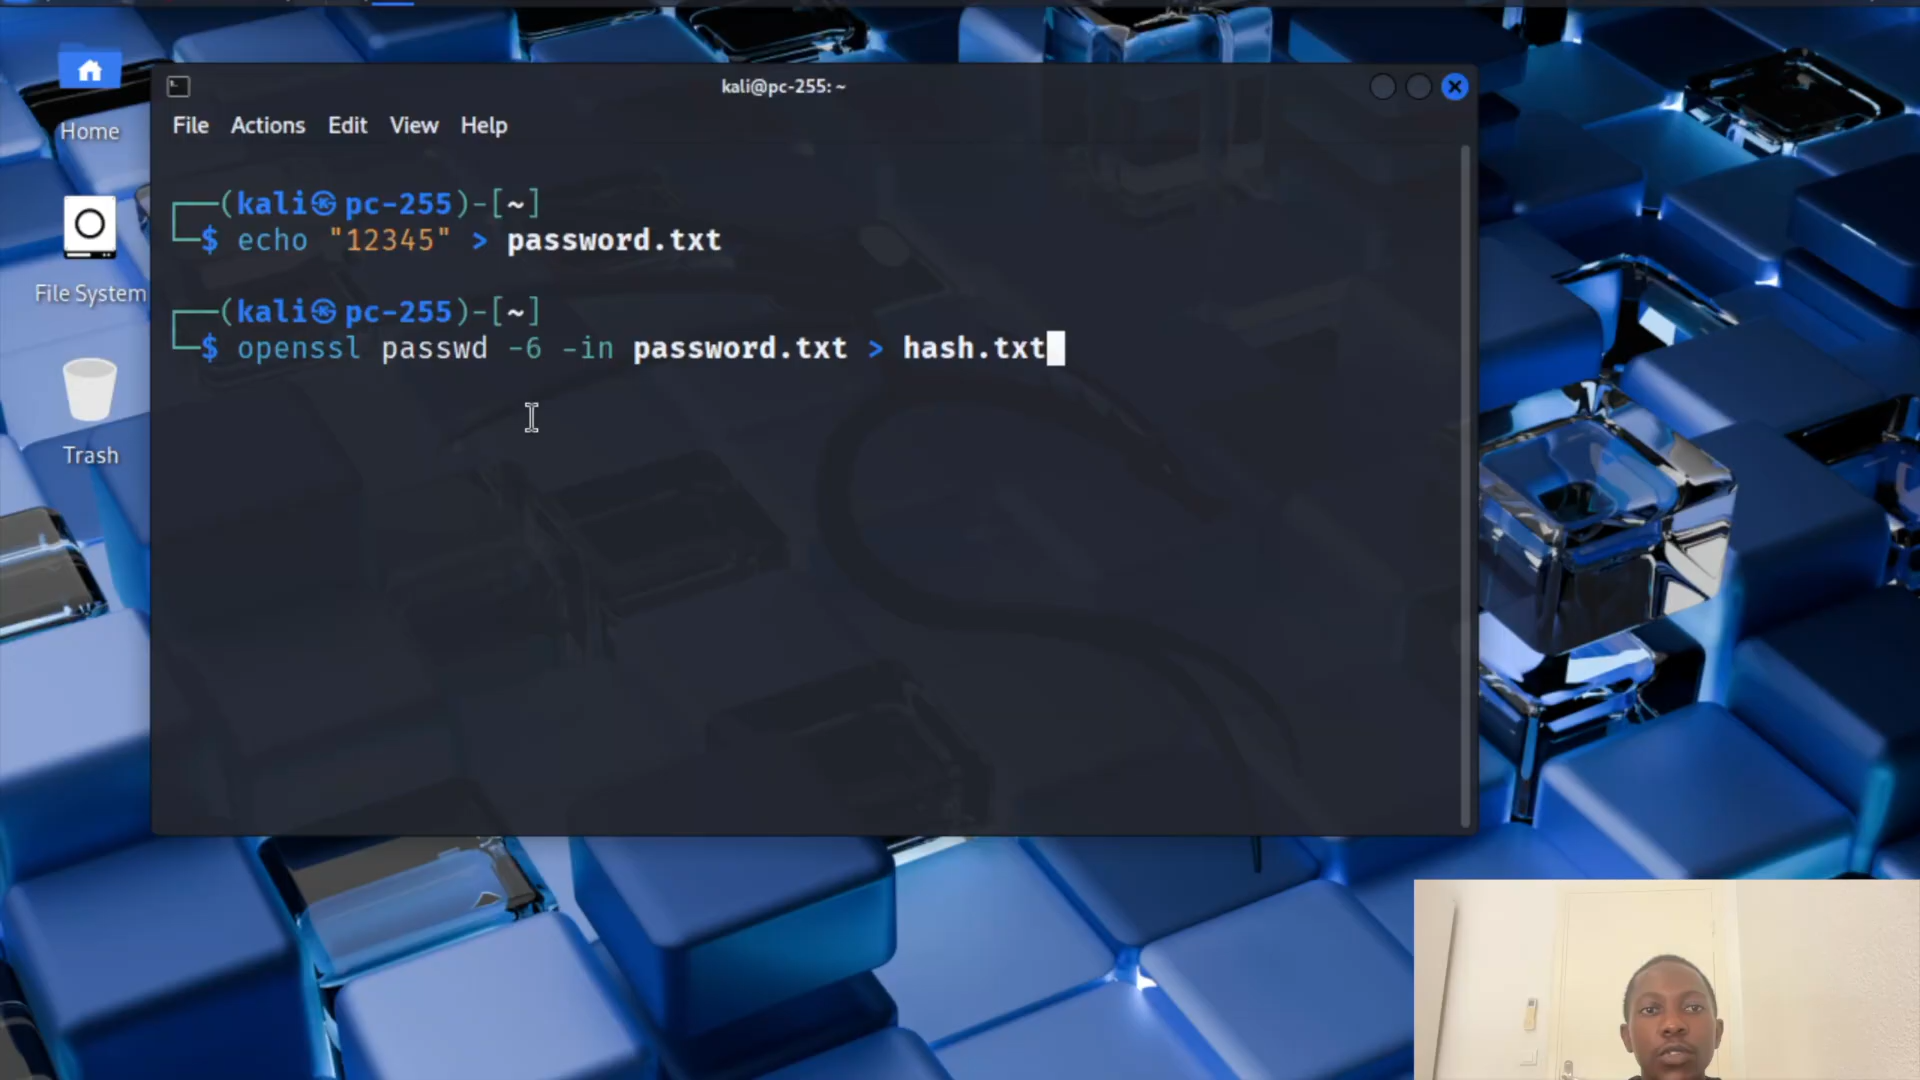 Home
File System
Trash
kali@pc-255: ~
File Actions Edit View Help
┌──(kali㉿pc-255)-[~]
└─$ echo "12345" > password.txt
┌──(kali㉿pc-255)-[~]
└─$ openssl passwd -6 -in password.txt > hash.txt